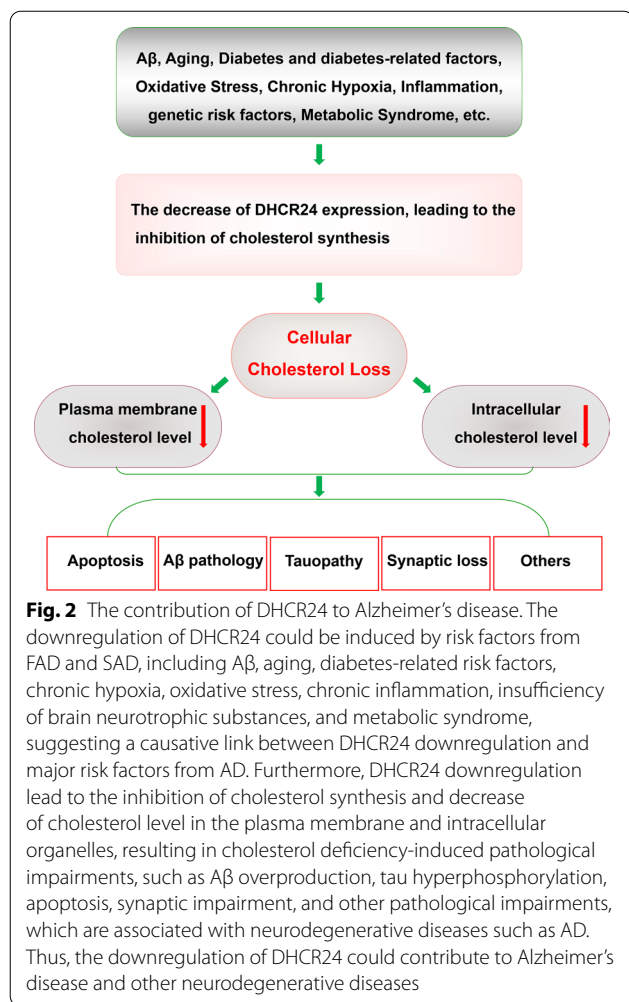 Aβ, Aging, Diabetes and diabetes-related factors,
Oxidative Stress, Chronic Hypoxia, Inflammation,
genetic risk factors, Metabolic Syndrome, etc.
The decrease of DHCR24 expression, leading to the
inhibition of cholesterol synthesis
Cellular
Cholesterol Loss
Plasma membrane
cholesterol level
Intracellular
cholesterol level
Apoptosis
Aβ pathology
Tauopathy
Synaptic loss
Others
Fig. 2 The contribution of DHCR24 to Alzheimer's disease. The
downregulation of DHCR24 could be induced by risk factors from
FAD and SAD, including Aβ, aging, diabetes-related risk factors,
chronic hypoxia, oxidative stress, chronic inflammation, insufficiency
of brain neurotrophic substances, and metabolic syndrome,
suggesting a causative link between DHCR24 downregulation and
major risk factors from AD. Furthermore, DHCR24 downregulation
lead to the inhibition of cholesterol synthesis and decrease
of cholesterol level in the plasma membrane and intracellular
organelles, resulting in cholesterol deficiency-induced pathological
impairments, such as Aβ overproduction, tau hyperphosphorylation,
apoptosis, synaptic impairment, and other pathological impairments,
which are associated with neurodegenerative diseases such as AD.
Thus, the downregulation of DHCR24 could contribute to Alzheimer's
disease and other neurodegenerative diseases